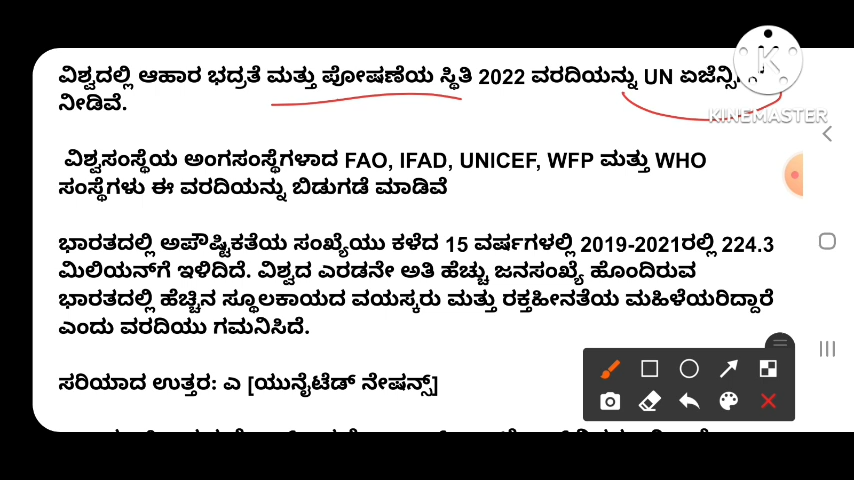 ವಿಶ್ವದಲ್ಲಿ ಆಹಾರ ಭದ್ರತೆ ಮತ್ತು ಪೋಷಣೆಯ ಸ್ಥಿತಿ 2022 ವರದಿಯನ್ನು UN
ನೀಡಿವೆ.
KINEMASTER
ವಿಶ್ವಸಂಸ್ಥೆಯ ಅಂಗಸಂಸ್ಥೆಗಳಾದ FAO, IFAD, UNICEF, WFP ಮತ್ತು WHO
ಸಂಸ್ಥೆಗಳು ಈ ವರದಿಯನ್ನು ಬಿಡುಗಡೆ ಮಾಡಿವೆ
ಭಾರತದಲ್ಲಿ ಅಪೌಷ್ಟಿಕತೆಯ ಸಂಖ್ಯೆಯು ಕಳೆದ 15 ವರ್ಷಗಳಲ್ಲಿ 2019-2021ರಲ್ಲಿ 224.3
ಮಿಲಿಯನ್‌ಗೆ ಇಳಿದಿದೆ. ವಿಶ್ವದ ಎರಡನೇ ಅತಿ ಹೆಚ್ಚು ಜನಸಂಖ್ಯೆ ಹೊಂದಿರುವ
ಭಾರತದಲ್ಲಿ ಹೆಚ್ಚಿನ ಸ್ಥೂಲಕಾಯದ ವಯಸ್ಕರು ಮತ್ತು ರಕ್ತಹೀನತೆಯ ಮಹಿಳೆಯರಿದ್ದಾರೆ
ಎಂದು ವರದಿಯು ಗಮನಿಸಿದೆ.
ಸರಿಯಾದ ಉತ್ತರ: ಎ [ಯುನೈಟೆಡ್ ನೇಷನ್ಸ್]